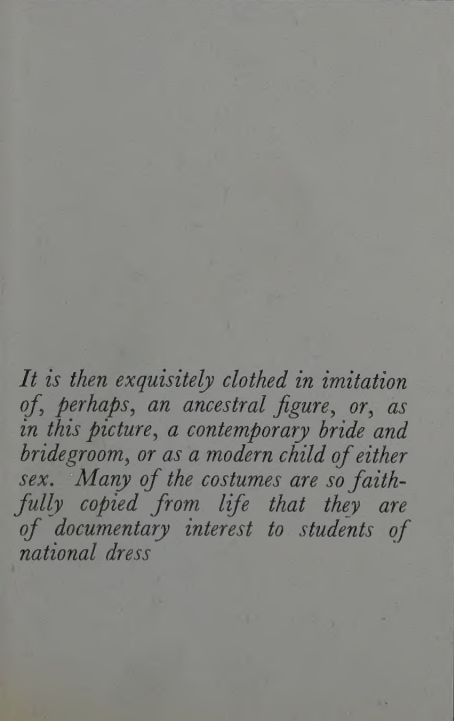 It is then exquisitely clothed in imitation
of, perhaps, an ancestral figure, or, as
in this picture, a contemporary bride and
bridegroom, or as a modern child of either
sex. Many of the costumes are so faith-
fully copied from life that they are
of documentary interest to students of
national dress